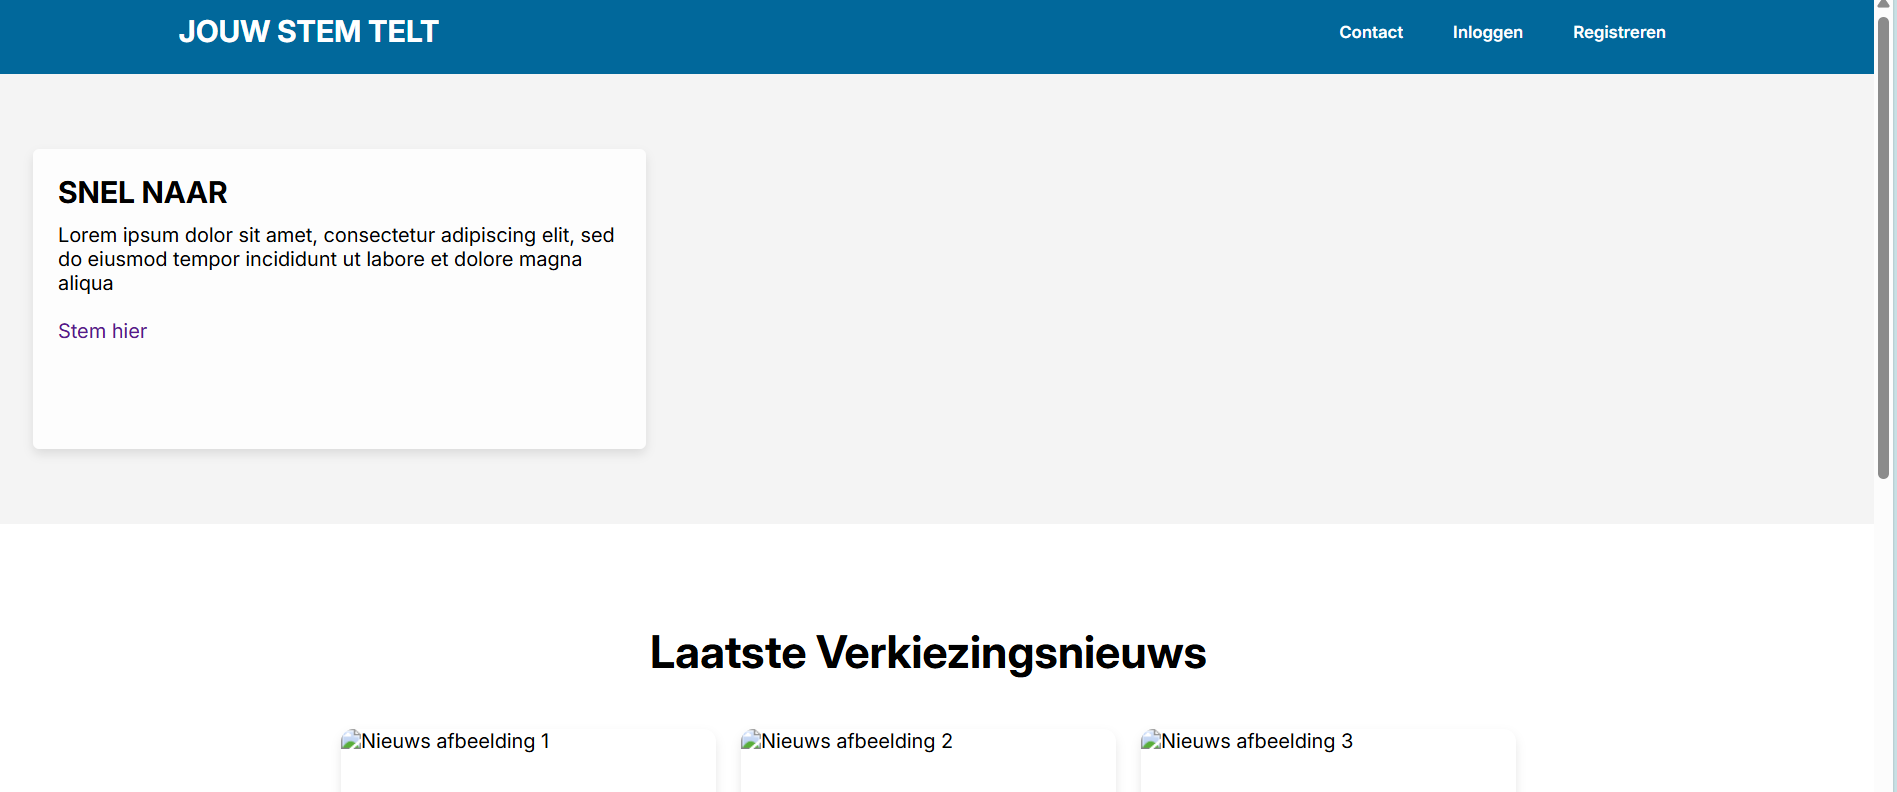 JOUW STEM TELT
Contact
Inloggen
Registreren
SNEL NAAR
Lorem ipsum dolor sit amet, consectetur adipiscing elit, sed
do eiusmod tempor incididunt ut labore et dolore magna
aliqua
Stem hier
Laatste Verkiezingsnieuws
Nieuws afbeelding 1
Nieuws afbeelding 2
Nieuws afbeelding 3